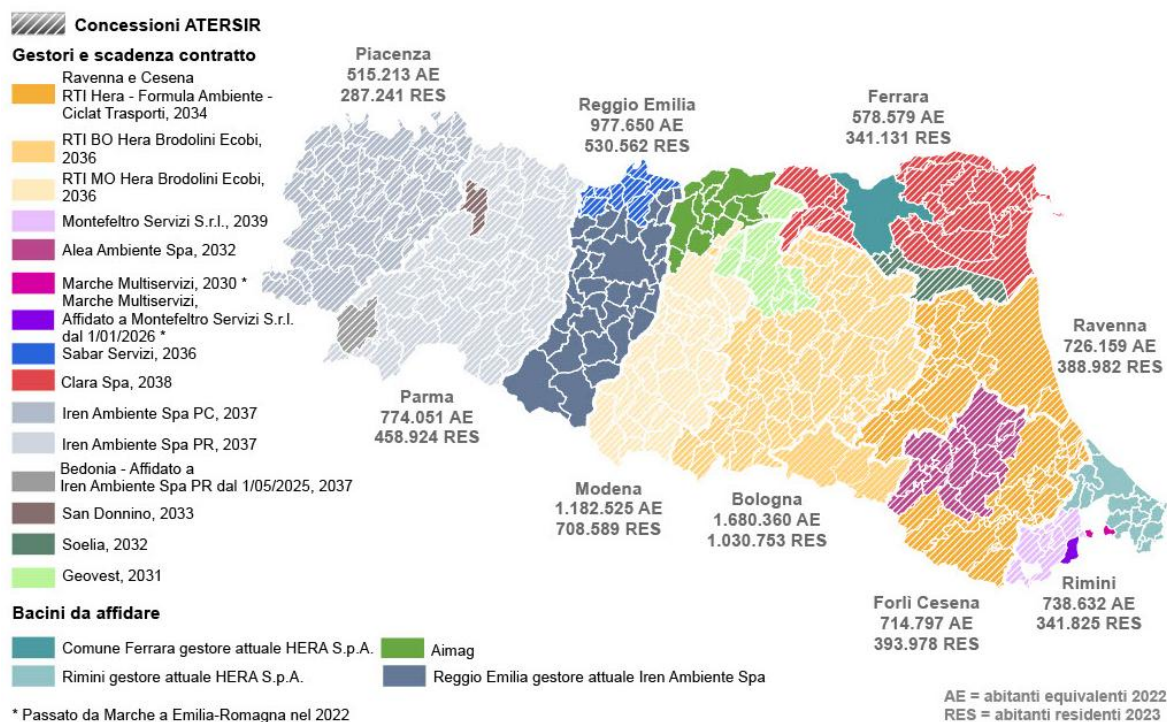 Concessioni ATERSIR
Gestori e scadenza contratto
Ravenna e Cesena
RTI Hera - Formula Ambiente -
Ciclat Trasporti, 2034
RTI BO Hera Brodolini Ecobi,
2036
RTI MO Hera Brodolini Ecobi,
2036
Montefeltro Servizi S.r.l., 2039
Alea Ambiente Spa, 2032
Marche Multiservizi, 2030 *
Marche Multiservizi,
Affidato a Montefeltro Servizi S.r.l.
dal 1/01/2026 *
Sabar Servizi, 2036
Clara Spa, 2038
Iren Ambiente Spa PC, 2037
Iren Ambiente Spa PR, 2037
Bedonia - Affidato a
Iren Ambiente Spa PR dal 1/05/2025, 2037
San Donnino, 2033
Soelia, 2032
Geovest, 2031
Bacini da affidare
Comune Ferrara gestore attuale HERA S.p.A.
Aimag
Rimini gestore attuale HERA S.p.A.
Reggio Emilia gestore attuale Iren Ambiente Spa
* Passato da Marche a Emilia-Romagna nel 2022
Piacenza
515.213 AE
287.241 RES
Reggio Emilia
977.650 AE
530.562 RES
Ferrara
578.579 AE
341.131 RES
Ravenna
726.159 AE
388.982 RES
Parma
774.051 AE
458.924 RES
Modena
1.182.525 AE
708.589 RES
Bologna
1.680.360 AE
1.030.753 RES
Forlì Cesena
714.797 AE
393.978 RES
Rimini
738.632 AE
341.825 RES
AE = abitanti equivalenti 2022
RES = abitanti residenti 2023